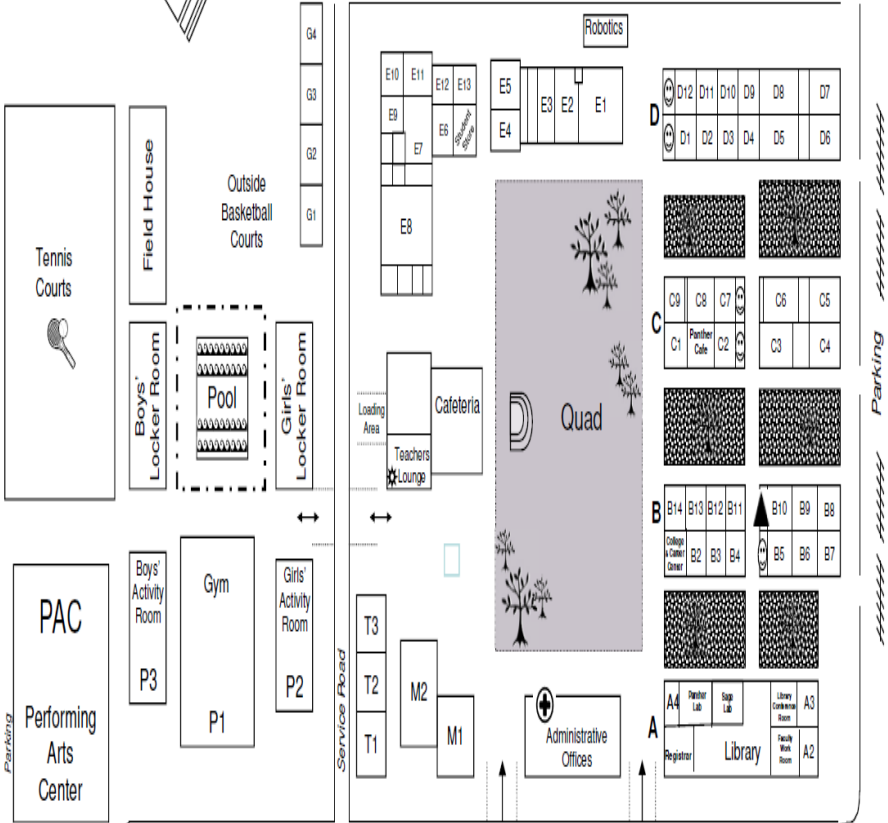 Robotics
G4
G3
G2
G1
E10
E11
E12
E13
E9
E7
E6
Student
Store
E8
E5
E4
E3
E2
E1
D
D12
D11
D10
D9
D8
D7
D1
D2
D3
D4
D5
D6
Tennis
Courts
Field House
Outside
Basketball
Courts
Boys'
Locker Room
Pool
Girls'
Locker Room
Loading
Area
Cafeteria
Teachers
Lounge
Quad
C
C9
C8
C7
C6
C5
C1
Panther
Cafe
C2
C3
C4
Parking
B
B14
B13
B12
B11
B10
B9
B8
College
& Career
Center
B2
B3
B4
B5
B6
B7
PAC
Performing
Arts
Center
Parking
Boys'
Activity
Room
P3
Gym
P1
Girls'
Activity
Room
P2
Service Road
T3
T2
T1
M2
M1
Administrative
Offices
A
A4
Panther
Lab
Sage
Lab
Library
Conference
Room
A3
Registrar
Library
Faculty
Work
Room
A2